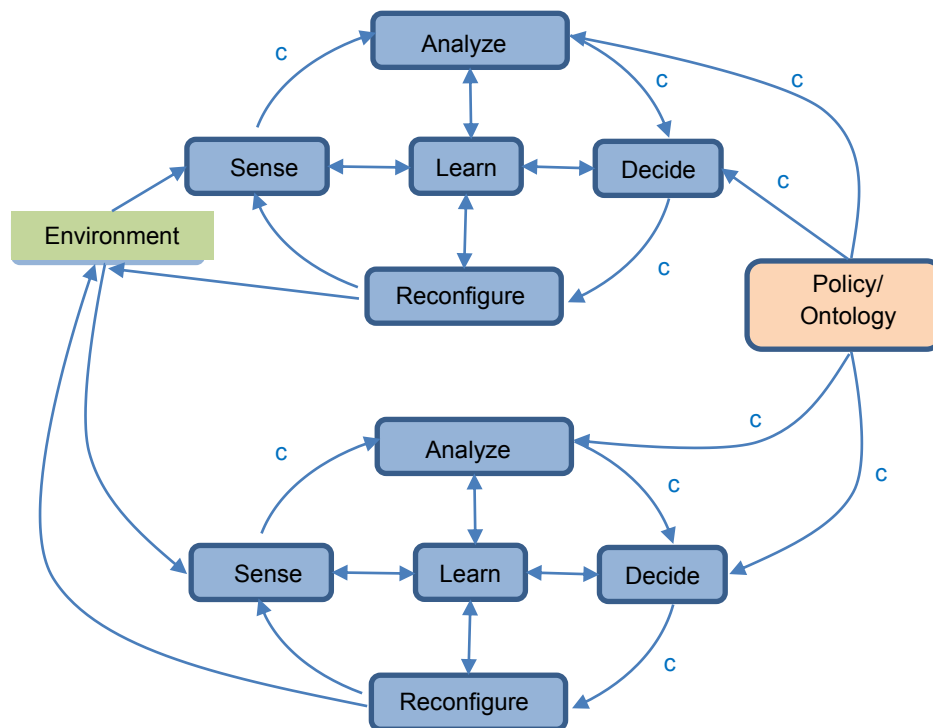 Analyze
c
c
c
Sense
Learn
Decide
c
Environment
c
Reconfigure
Policy/
Ontology
Analyze
c
c
c
c
Sense
Learn
Decide
c
Reconfigure